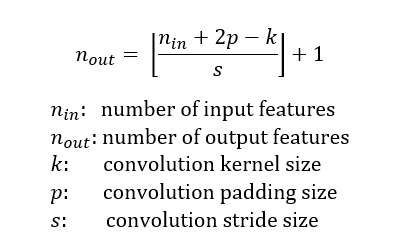 n_out = ⌊(n_in + 2p − k) / s⌋ + 1
n_in: number of input features
n_out: number of output features
k: convolution kernel size
p: convolution padding size
s: convolution stride size